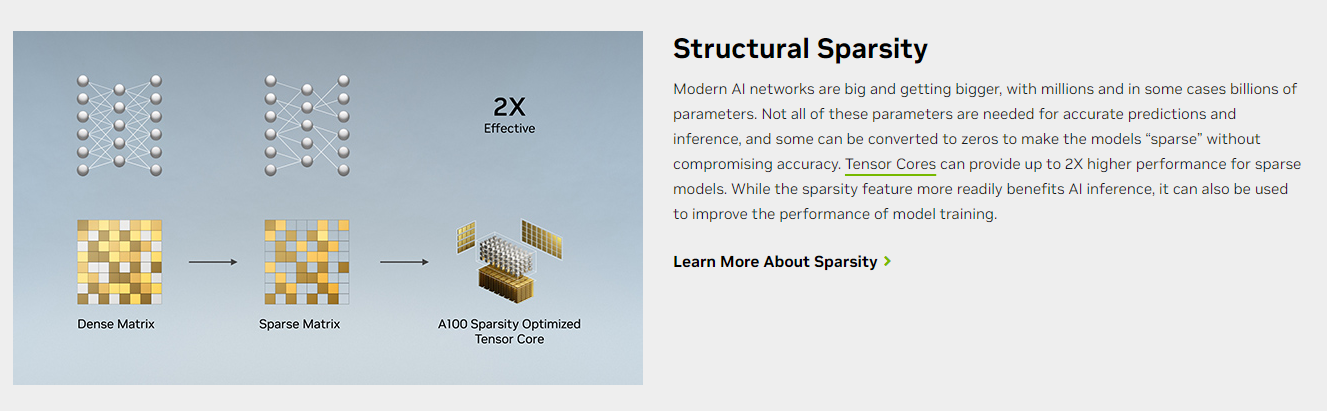 2X
Effective
Dense Matrix
Sparse Matrix
A100 Sparsity Optimized
Tensor Core
Structural Sparsity
Modern AI networks are big and getting bigger, with millions and in some cases billions of
parameters. Not all of these parameters are needed for accurate predictions and
inference, and some can be converted to zeros to make the models “sparse” without
compromising accuracy. Tensor Cores can provide up to 2X higher performance for sparse
models. While the sparsity feature more readily benefits AI inference, it can also be used
to improve the performance of model training.
Learn More About Sparsity >